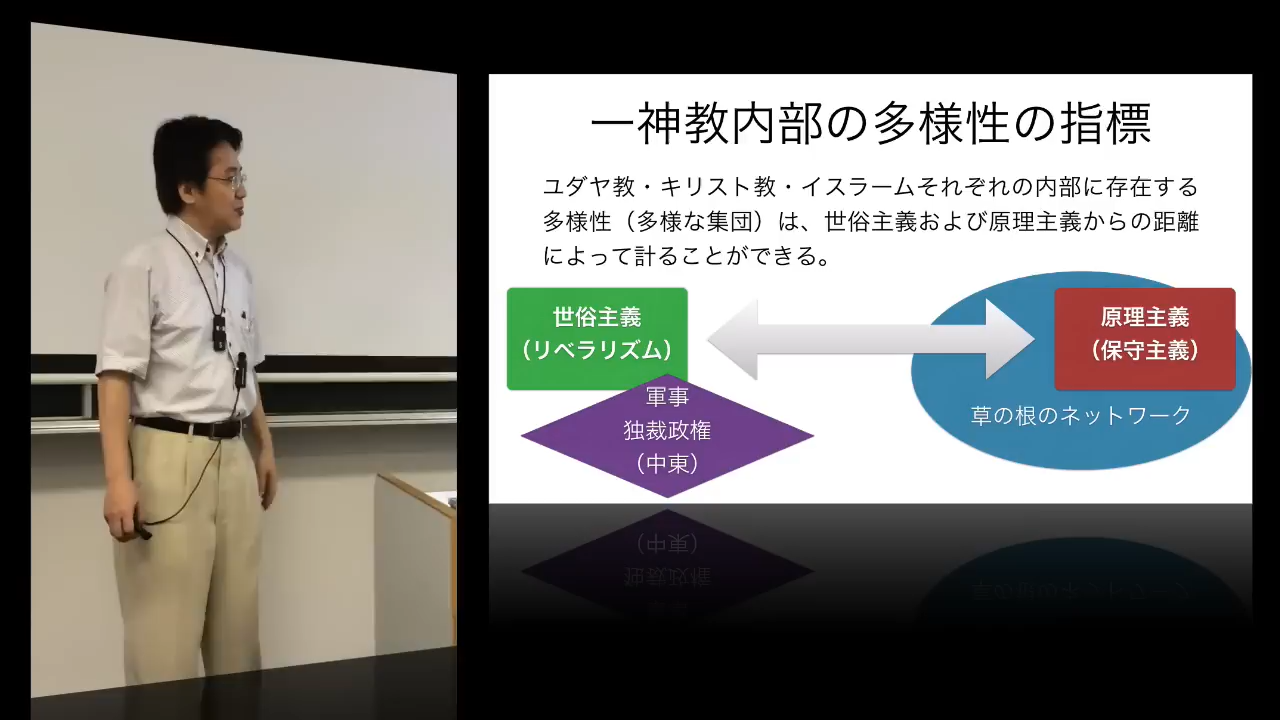 一神教内部の多様性の指標
ユダヤ教・キリスト教・イスラームそれぞれの内部に存在する
多様性（多様な集団）は、世俗主義および原理主義からの距離
によって計ることができる。
世俗主義
（リベラリズム）
原理主義
（保守主義）
軍事
独裁政権
（中東）
草の根のネットワーク